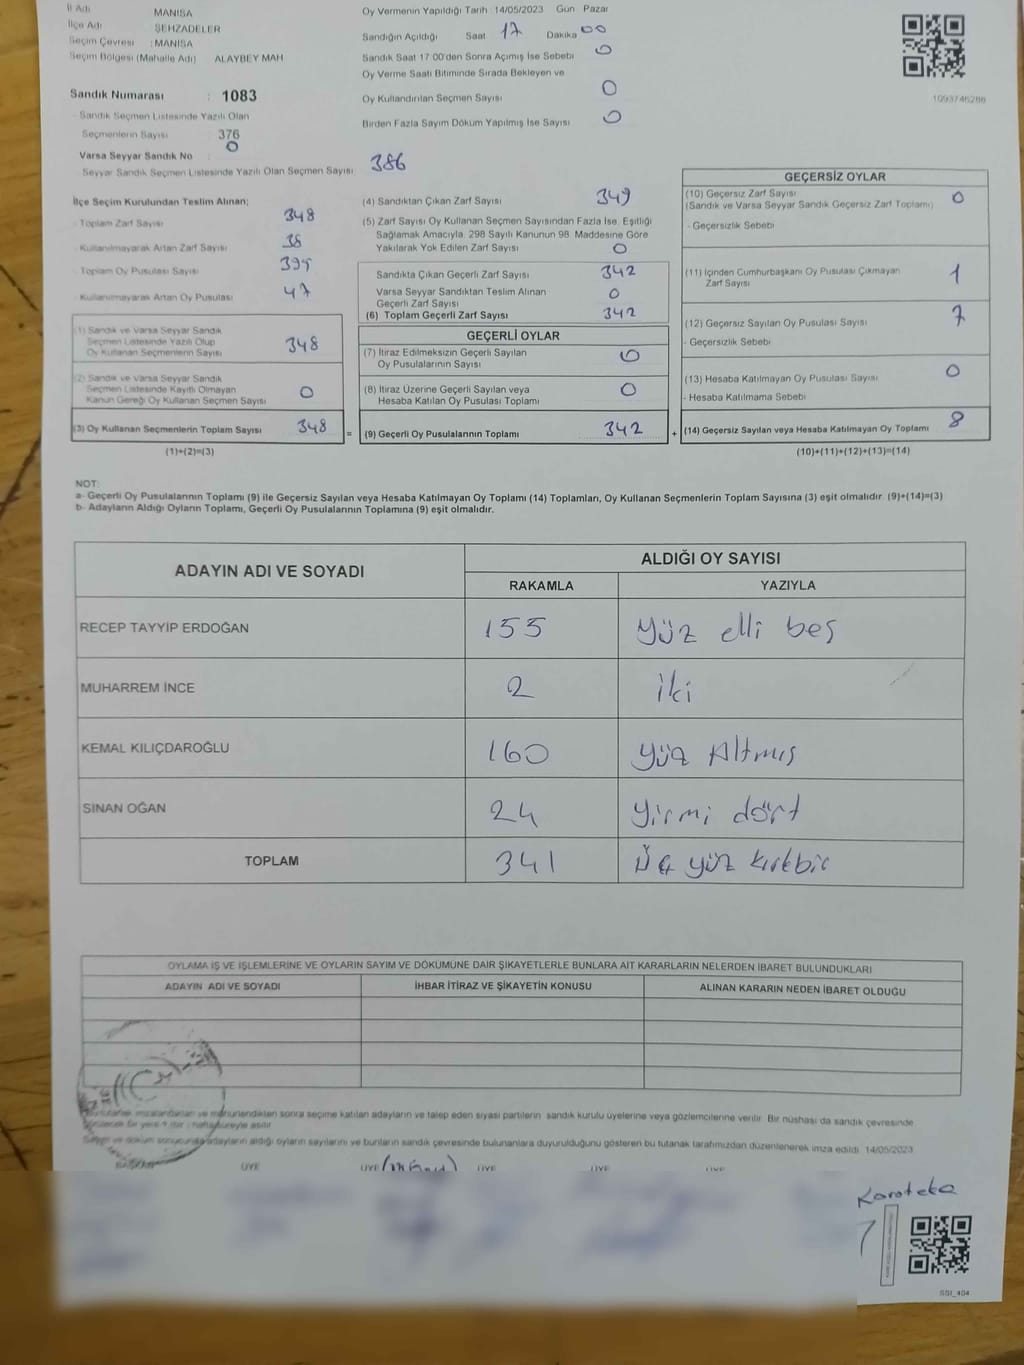 İl Adı MANİSA
İlçe Adı ŞEHZADELER
Seçim Çevresi : MANİSA
Seçim Bölgesi (Mahalle Adı) ALAYBEY MAH
Sandık Numarası : 1083
Sandık Seçmen Listesinde Yazılı Olan
Seçmenlerin Sayısı 376
Varsa Seyyar Sandık No 0
Seyyar Sandık Seçmen Listesinde Yazılı Olan Seçmen Sayısı 386
Oy Vermenin Yapıldığı Tarih : 14/05/2023 Gün Pazar
Sandığın Açıldığı Saat 17 Dakika 00
Sandık Saat 17:00'den Sonra Açımış İse Sebebi 0
Oy Verme Saati Bitiminde Sırada Bekleyen ve
Oy Kullandırılan Seçmen Sayısı 0
Birden Fazla Sayım Döküm Yapılmış İse Sayısı 0
1093746286
İlçe Seçim Kurulundan Teslim Alınan;
- Toplam Zarf Sayısı 348
- Kullanılmayarak Artan Zarf Sayısı 38
- Toplam Oy Pusulası Sayısı 395
- Kullanılmayarak Artan Oy Pusulası 47
(1) Sandık ve Varsa Seyyar Sandık
Seçmen Listesinde Yazılı Olup
Oy Kullanan Seçmenlerin Sayısı 348
(2) Sandık ve Varsa Seyyar Sandık
Seçmen Listesinde Kayıtlı Olmayan
Kanun Gereği Oy Kullanan Seçmen Sayısı 0
(3) Oy Kullanan Seçmenlerin Toplam Sayısı 348
(1)+(2)=(3)
(4) Sandıktan Çıkan Zarf Sayısı 349
(5) Zarf Sayısı Oy Kullanan Seçmen Sayısından Fazla İse, Eşitliği
Sağlamak Amacıyla, 298 Sayılı Kanunun 98. Maddesine Göre
Yakılarak Yok Edilen Zarf Sayısı 0
Sandıkta Çıkan Geçerli Zarf Sayısı 342
Varsa Seyyar Sandıktan Teslim Alınan
Geçerli Zarf Sayısı 0
(6) Toplam Geçerli Zarf Sayısı 342
GEÇERLİ OYLAR
(7) İtiraz Edilmeksizin Geçerli Sayılan
Oy Pusulalarının Sayısı 0
(8) İtiraz Üzerine Geçerli Sayılan veya
Hesaba Katılan Oy Pusulası Toplamı 0
= (9) Geçerli Oy Pusulalarının Toplamı 342
GEÇERSİZ OYLAR
(10) Geçersiz Zarf Sayısı 0
(Sandık ve Varsa Seyyar Sandık Geçersiz Zarf Toplamı)
- Geçersizlik Sebebi
(11) İçinden Cumhurbaşkanı Oy Pusulası Çıkmayan
Zarf Sayısı 1
(12) Geçersiz Sayılan Oy Pusulası Sayısı 7
- Geçersizlik Sebebi
(13) Hesaba Katılmayan Oy Pusulası Sayısı 0
- Hesaba Katılmama Sebebi
+ (14) Geçersiz Sayılan veya Hesaba Katılmayan Oy Toplamı 8
(10)+(11)+(12)+(13)=(14)
NOT:
a- Geçerli Oy Pusulalarının Toplamı (9) ile Geçersiz Sayılan veya Hesaba Katılmayan Oy Toplamı (14) Toplamları, Oy Kullanan Seçmenlerin Toplam Sayısına (3) eşit olmalıdır. (9)+(14)=(3)
b- Adayların Aldığı Oyların Toplamı, Geçerli Oy Pusulalarının Toplamına (9) eşit olmalıdır.
ADAYIN ADI VE SOYADI ALDIĞI OY SAYISI
RAKAMLA YAZIYLA
RECEP TAYYİP ERDOĞAN 155 Yüz elli beş
MUHARREM İNCE 2 iki
KEMAL KILIÇDAROĞLU 160 yüz Altmış
SİNAN OĞAN 24 yirmi dört
TOPLAM 341 Üç yüz kırkbir
OYLAMA İŞ VE İŞLEMLERİNE VE OYLARIN SAYIM VE DÖKÜMÜNE DAİR ŞİKAYETLERLE BUNLARA AİT KARARLARIN NELERDEN İBARET BULUNDUKLARI
ADAYIN ADI VE SOYADI İHBAR İTİRAZ VE ŞİKAYETİN KONUSU ALINAN KARARIN NEDEN İBARET OLDUĞU
imzalandıktan ve mühürlendikten sonra seçime katılan adayların ve talep eden siyasi partilerin sandık kurulu üyelerine veya gözlemcilerine verilir. Bir nüshası da sandık çevresinde
asılır
adayların aldığı oyların sayılarını ve bunların sandık çevresinde bulunanlara duyurulduğunu gösteren bu tutanak tarafımızdan düzenlenerek imza edildi. 14/05/2023
BAŞKAN ÜYE ÜYE ÜYE ÜYE ÜYE
Karateke
7
SSI_404